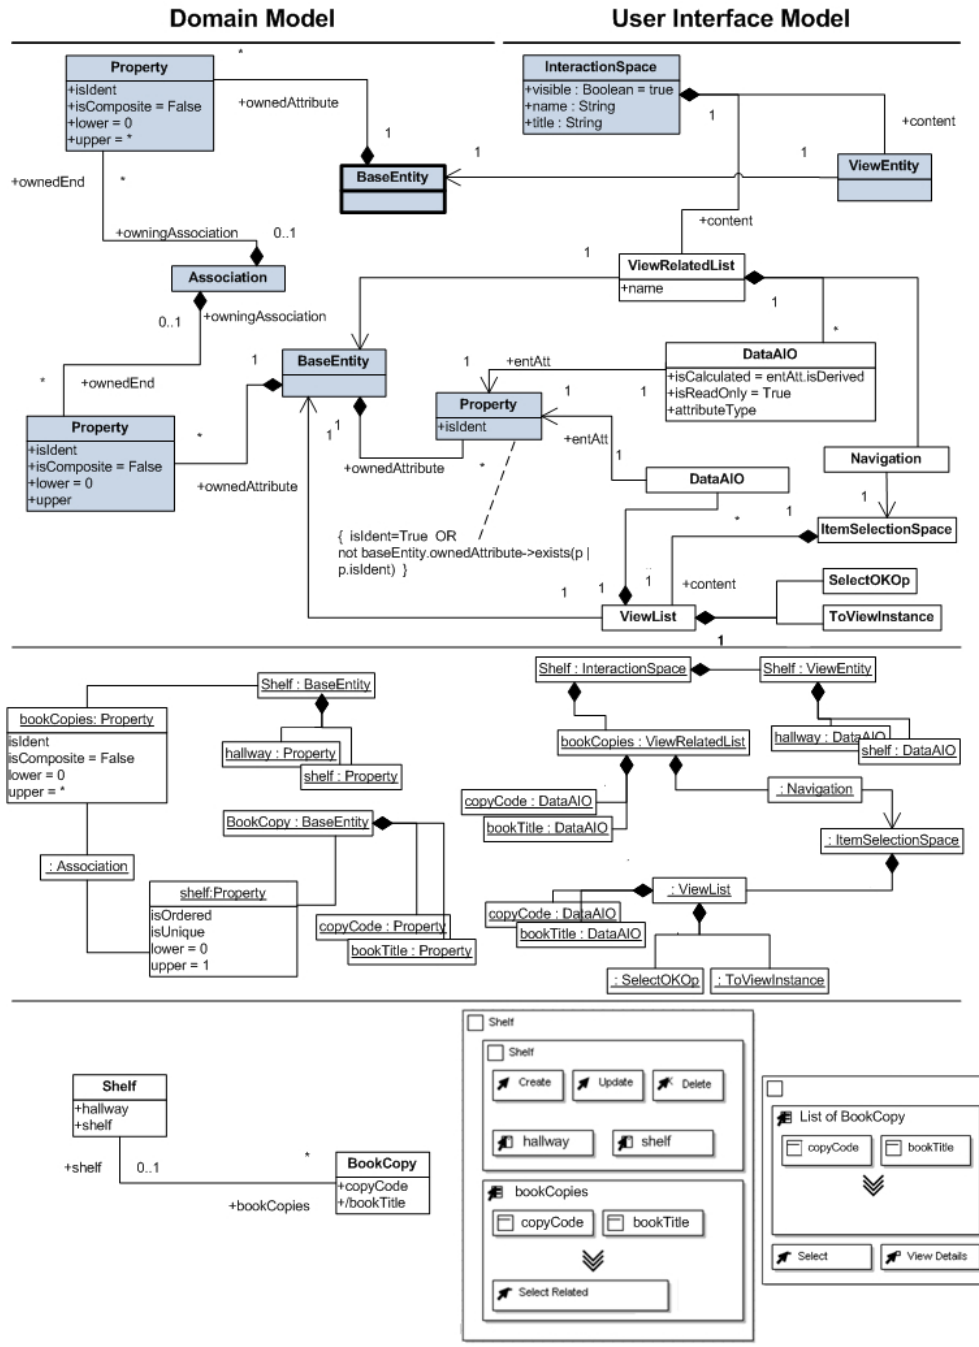 Domain Model
User Interface Model
Property
+isIdent
+isComposite = False
+lower = 0
+upper = *
*
+ownedAttribute
1
BaseEntity
InteractionSpace
+visible : Boolean = true
+name : String
+title : String
1
+content
1
1
ViewEntity
+ownedEnd
*
+owningAssociation
0..1
Association
0..1
+owningAssociation
+content
1
ViewRelatedList
+name
1
*
1
BaseEntity
*
+ownedEnd
Property
+isIdent
+isComposite = False
+lower = 0
+upper
*
+ownedAttribute
1
1
+ownedAttribute
*
1
+entAtt
1
Property
+isIdent
1
1
+entAtt
1
DataAIO
+isCalculated = entAtt.isDerived
+isReadOnly = True
+attributeType
DataAIO
Navigation
1
1
ItemSelectionSpace
{ isIdent=True OR
not baseEntity.ownedAttribute->exists(p |
p.isIdent) }
*
1
+content
1
1
ViewList
1
SelectOKOp
ToViewInstance
Shelf : BaseEntity
bookCopies: Property
isIdent
isComposite = False
lower = 0
upper = *
hallway : Property
shelf : Property
BookCopy : BaseEntity
: Association
shelf:Property
isOrdered
isUnique
lower = 0
upper = 1
copyCode : Property
bookTitle : Property
Shelf : InteractionSpace
Shelf : ViewEntity
hallway : DataAIO
shelf : DataAIO
bookCopies : ViewRelatedList
copyCode : DataAIO
bookTitle : DataAIO
: Navigation
: ItemSelectionSpace
: ViewList
copyCode : DataAIO
bookTitle : DataAIO
: SelectOKOp
: ToViewInstance
Shelf
+hallway
+shelf
+shelf
0..1
*
+bookCopies
BookCopy
+copyCode
+/bookTitle
Shelf
Shelf
Create
Update
Delete
hallway
shelf
bookCopies
copyCode
bookTitle
Select Related
List of BookCopy
copyCode
bookTitle
Select
View Details